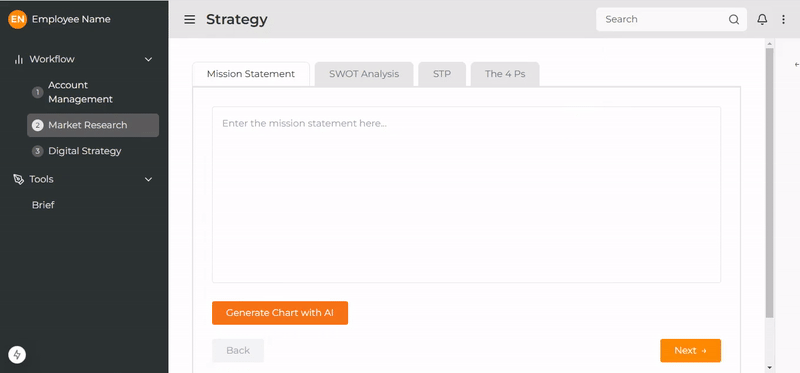 EN Employee Name
Workflow
1 Account
Management
2 Market Research
3 Digital Strategy
Tools
Brief
Strategy
Search
Mission Statement
SWOT Analysis
STP
The 4 Ps
Enter the mission statement here...
Generate Chart with AI
Back
Next →